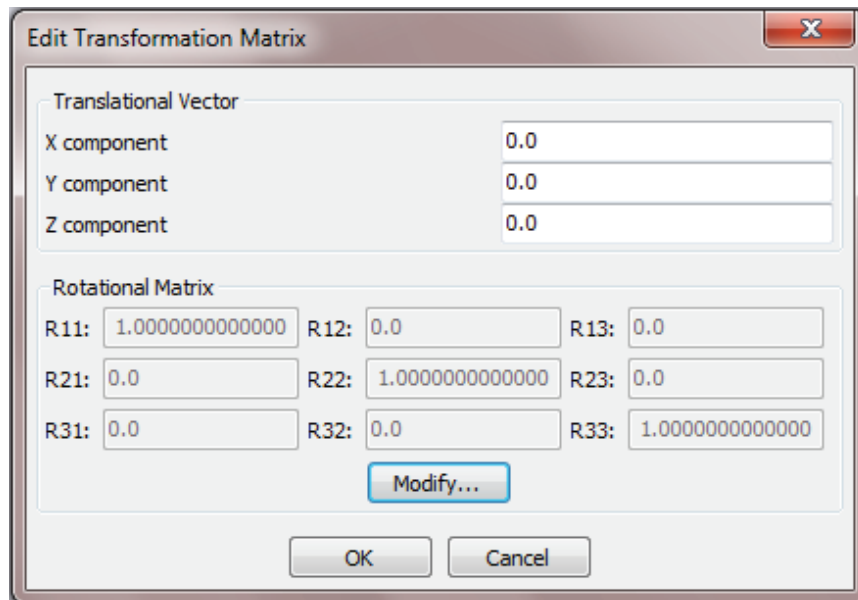 Edit Transformation Matrix
Translational Vector
X component 0.0
Y component 0.0
Z component 0.0
Rotational Matrix
R11: 1.0000000000000 R12: 0.0 R13: 0.0
R21: 0.0 R22: 1.0000000000000 R23: 0.0
R31: 0.0 R32: 0.0 R33: 1.0000000000000
Modify...
OK Cancel